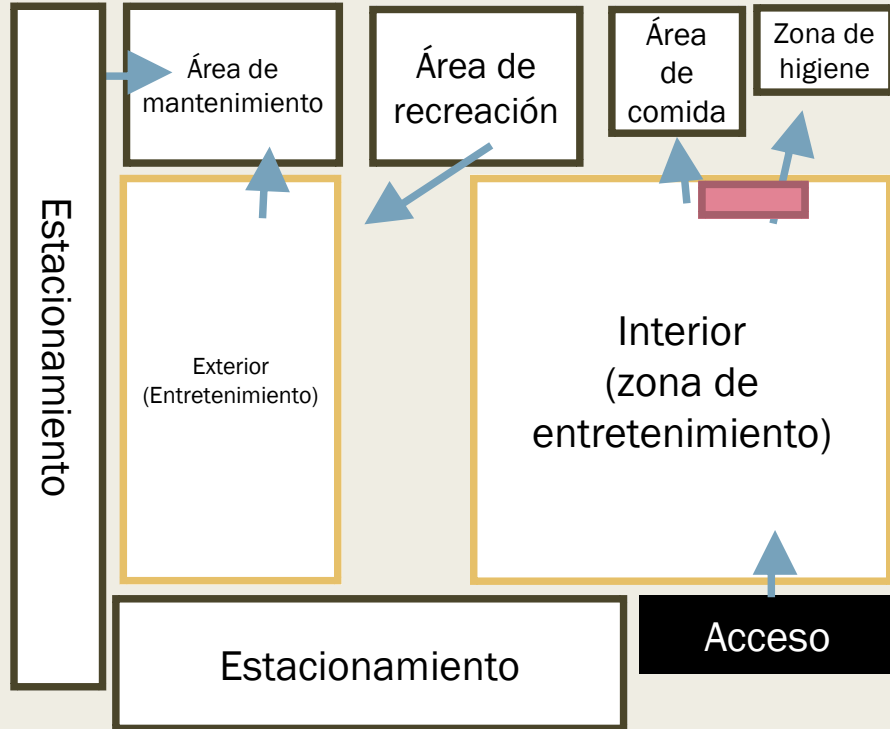 Área de
mantenimiento
Área de
recreación
Área
de
comida
Zona de
higiene
Estacionamiento
Exterior
(Entretenimiento)
Interior
(zona de
entretenimiento)
Estacionamiento
Acceso